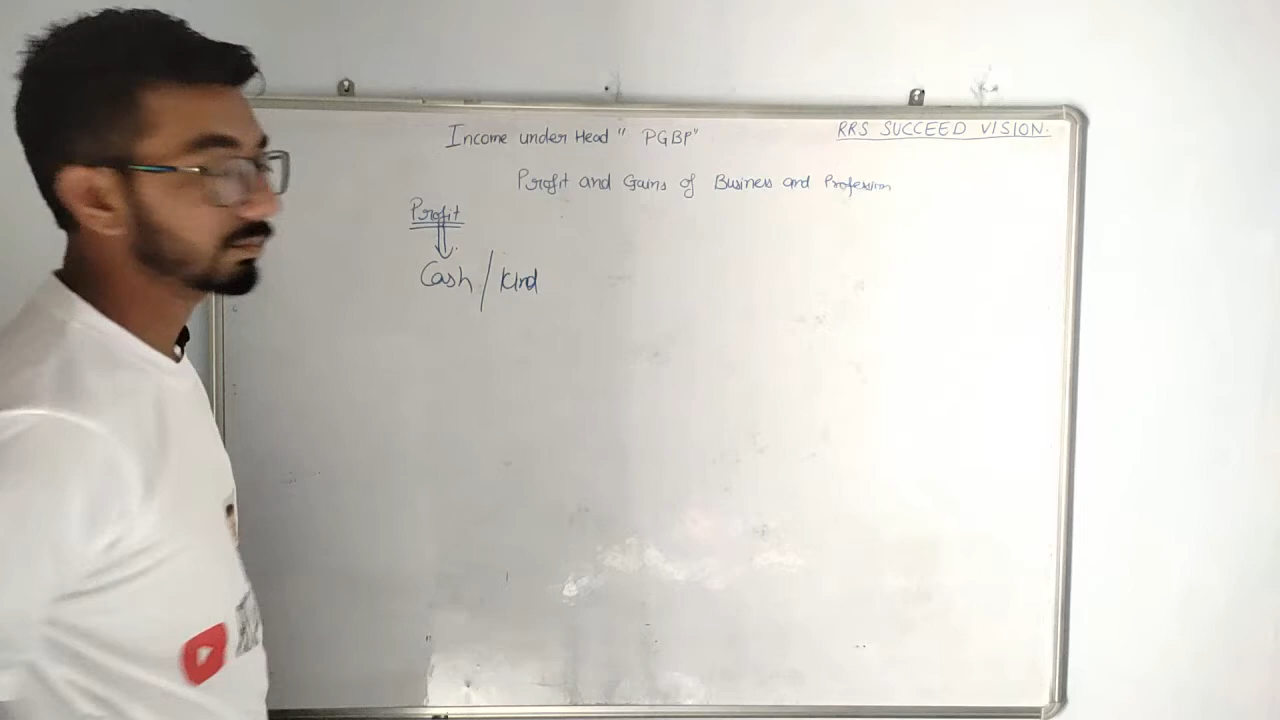 Income under Head " PGBP"
RRS SUCCEED VISION.
Profit and Gains of Business and Profession
Profit
Cash / Kind